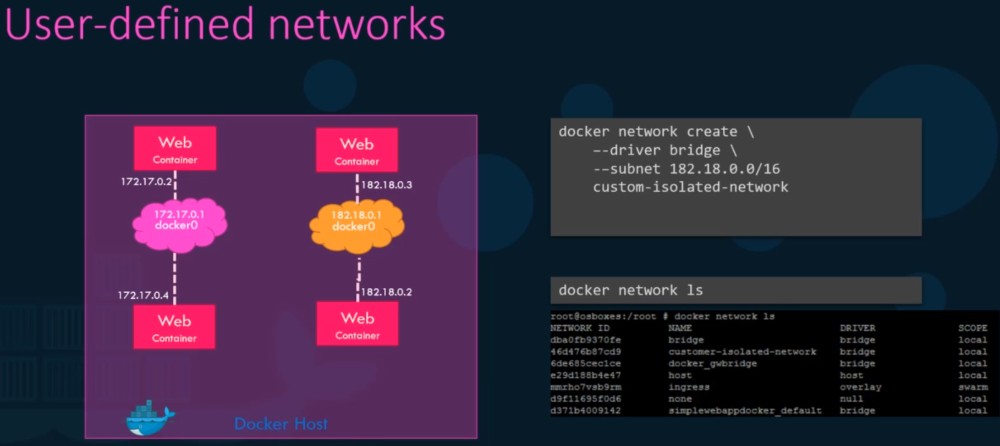 User-defined networks
Web
Container
172.17.0.2
172.17.0.1
docker0
172.17.0.4
Web
Container
Web
Container
182.18.0.3
182.18.0.1
docker0
182.18.0.2
Web
Container
Docker Host
docker network create \
--driver bridge \
--subnet 182.18.0.0/16
custom-isolated-network
docker network ls
root@osboxes:/root # docker network ls
NETWORK ID NAME DRIVER SCOPE
dba0fb9370fe bridge bridge local
46d476b87cd9 customer-isolated-network bridge local
6de685cec1ce docker_gwbridge bridge local
e29d188b4e47 host host local
mmrho7vsb9rm ingress overlay swarm
d9f11695f0d6 none null local
d371b4009142 simplewebappdocker_default bridge local